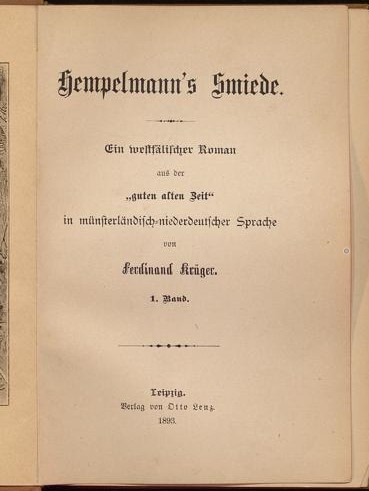 Hempelmann's Smiede.
Ein westfälischer Roman
aus der
„guten alten Zeit“
in münsterländisch-niederdeutscher Sprache
von
Ferdinand Krüger.
1. Band.
Leipzig.
Verlag von Otto Lenz.
1893.